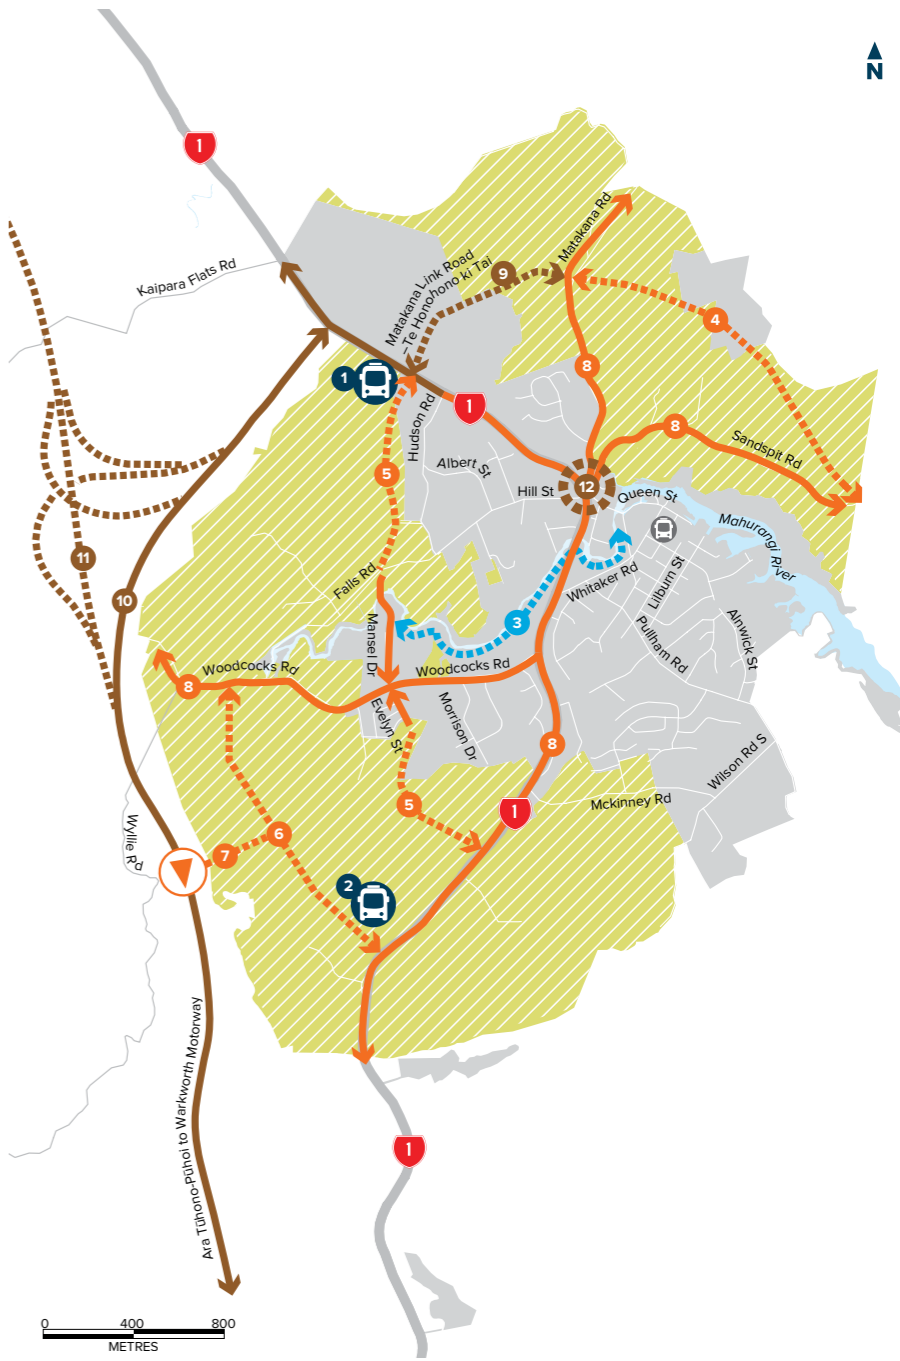 N
1
Kaipara Flats Rd
Matakana Rd
Matakana Link Road
–Te Honohono ki Tai
9
4
1
8
1
Hudson Rd
8
Sandspit Rd
Albert St
5
Hill St
12
Queen St
Mahurangi
River
11
10
Falls Rd
Whitaker Rd
Lilburn St
3
Mansel Dr
Pullham Rd
Alnwick St
Woodcocks Rd
8
Woodcocks Rd
Evelyn St
Morrison Dr
8
Wilson Rd S
5
1
Mckinney Rd
Wyllie Rd
7
6
2
Ara Tūhono-Pūhoi to Warkworth Motorway
1
0 400 800
METRES